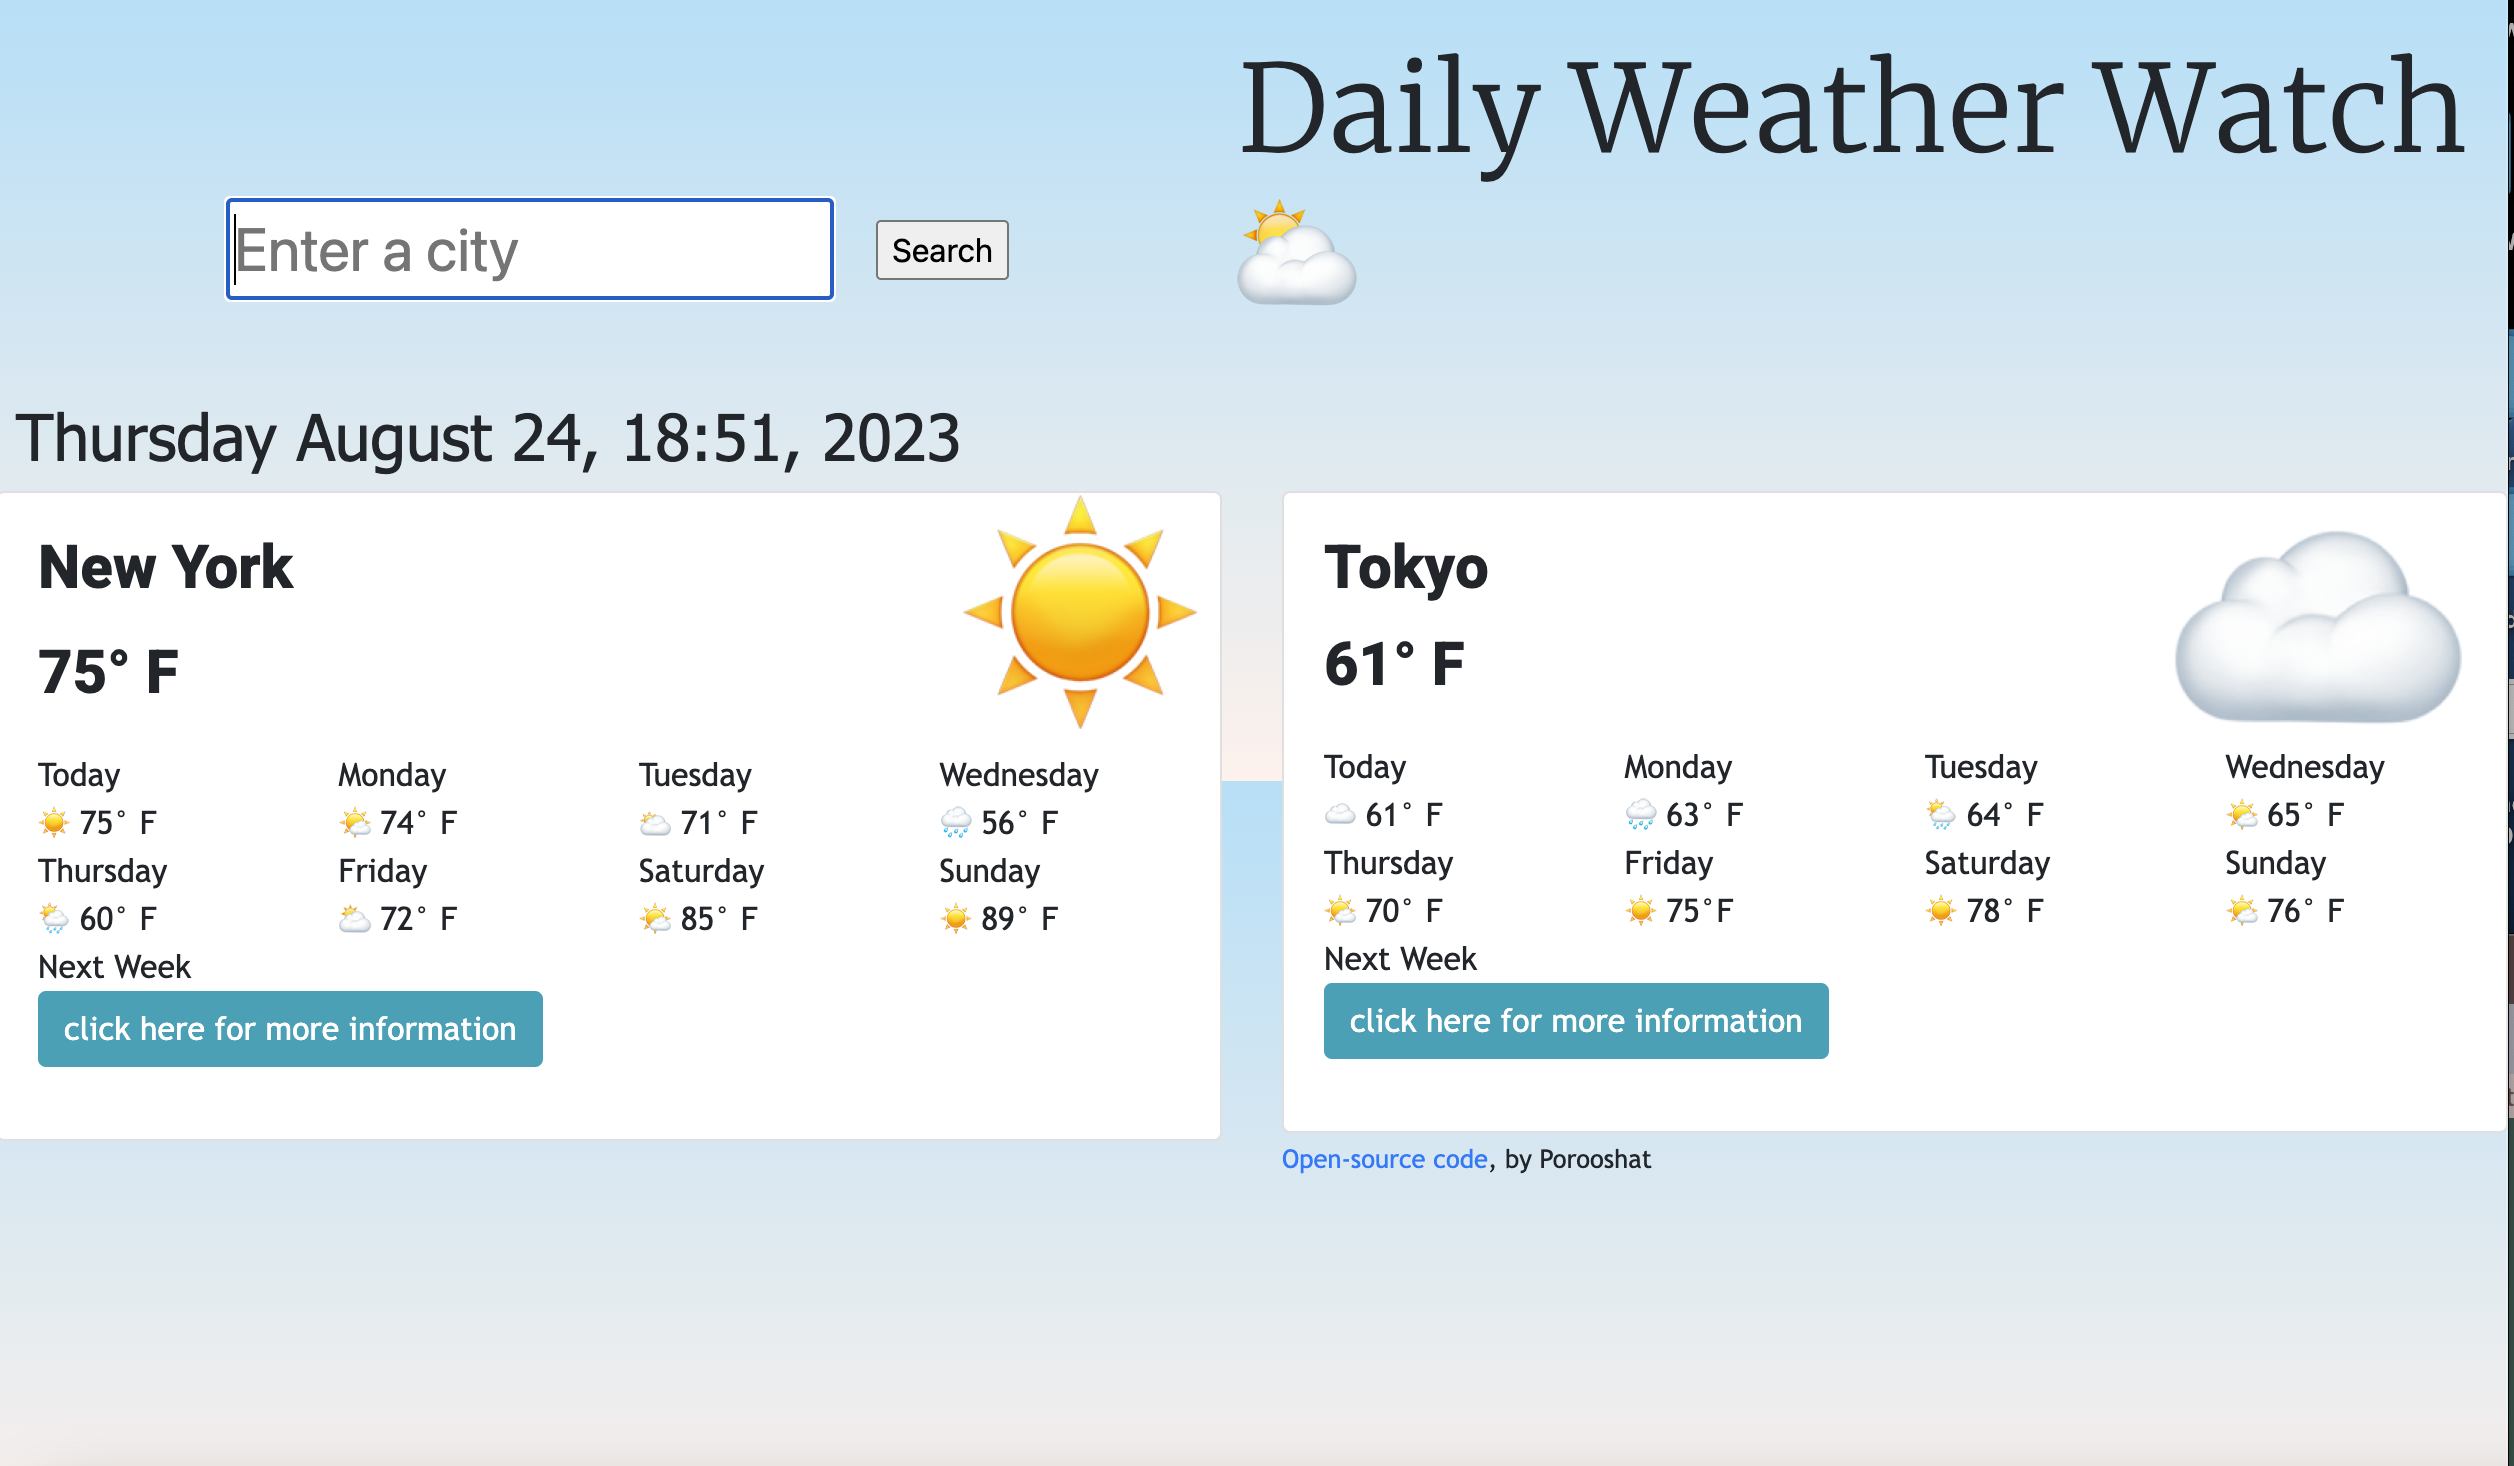 Daily Weather Watch
Enter a city
Search
Thursday August 24, 18:51, 2023
New York
75° F
Today Monday Tuesday Wednesday
75° F 74° F 71° F 56° F
Thursday Friday Saturday Sunday
60° F 72° F 85° F 89° F
Next Week
click here for more information
Tokyo
61° F
Today Monday Tuesday Wednesday
61° F 63° F 64° F 65° F
Thursday Friday Saturday Sunday
70° F 75°F 78° F 76° F
Next Week
click here for more information
Open-source code, by Porooshat